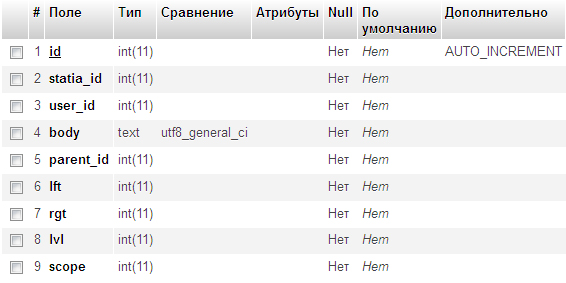 # Поле Тип Сравнение Атрибуты Null По умолчанию Дополнительно
1 id int(11) Нет Нет AUTO_INCREMENT
2 statia_id int(11) Нет Нет
3 user_id int(11) Нет Нет
4 body text utf8_general_ci Нет Нет
5 parent_id int(11) Нет Нет
6 lft int(11) Нет Нет
7 rgt int(11) Нет Нет
8 lvl int(11) Нет Нет
9 scope int(11) Нет Нет